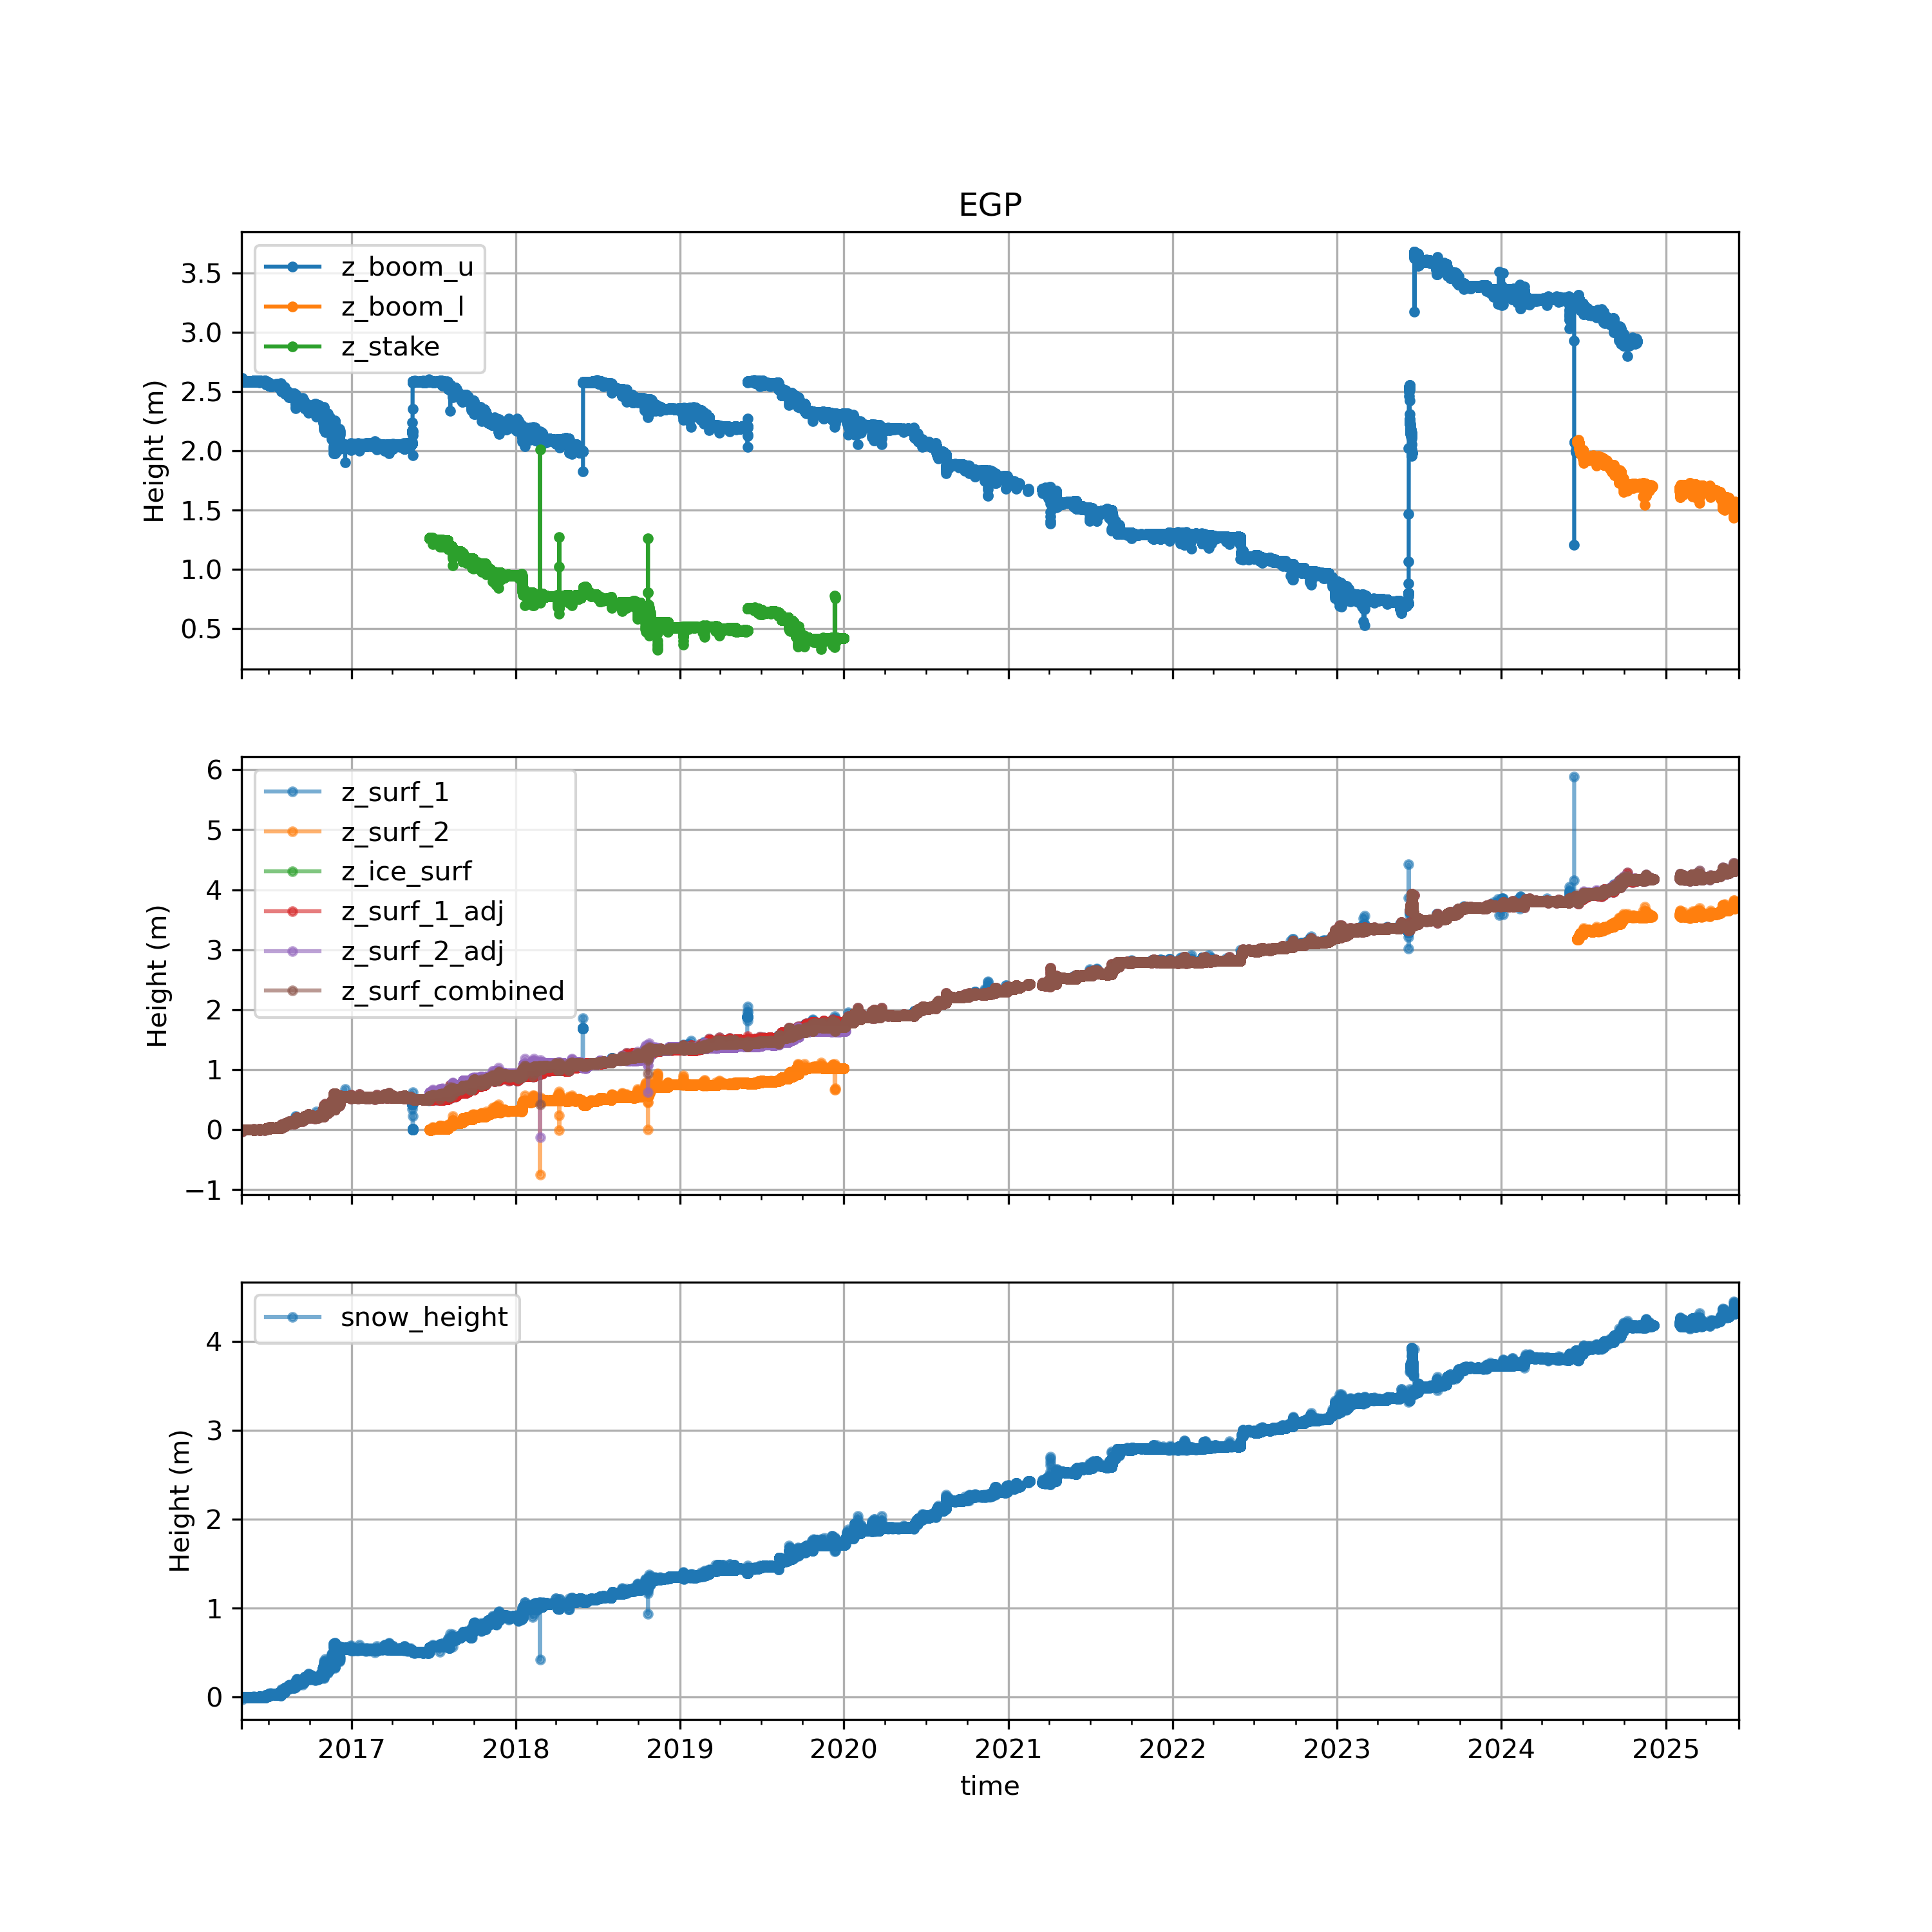 EGP
Height (m)
3.5
3.0
2.5
2.0
1.5
1.0
0.5
z_boom_u
z_boom_l
z_stake
Height (m)
6
5
4
3
2
1
0
−1
z_surf_1
z_surf_2
z_ice_surf
z_surf_1_adj
z_surf_2_adj
z_surf_combined
Height (m)
4
3
2
1
0
snow_height
2017 2018 2019 2020 2021 2022 2023 2024 2025
time